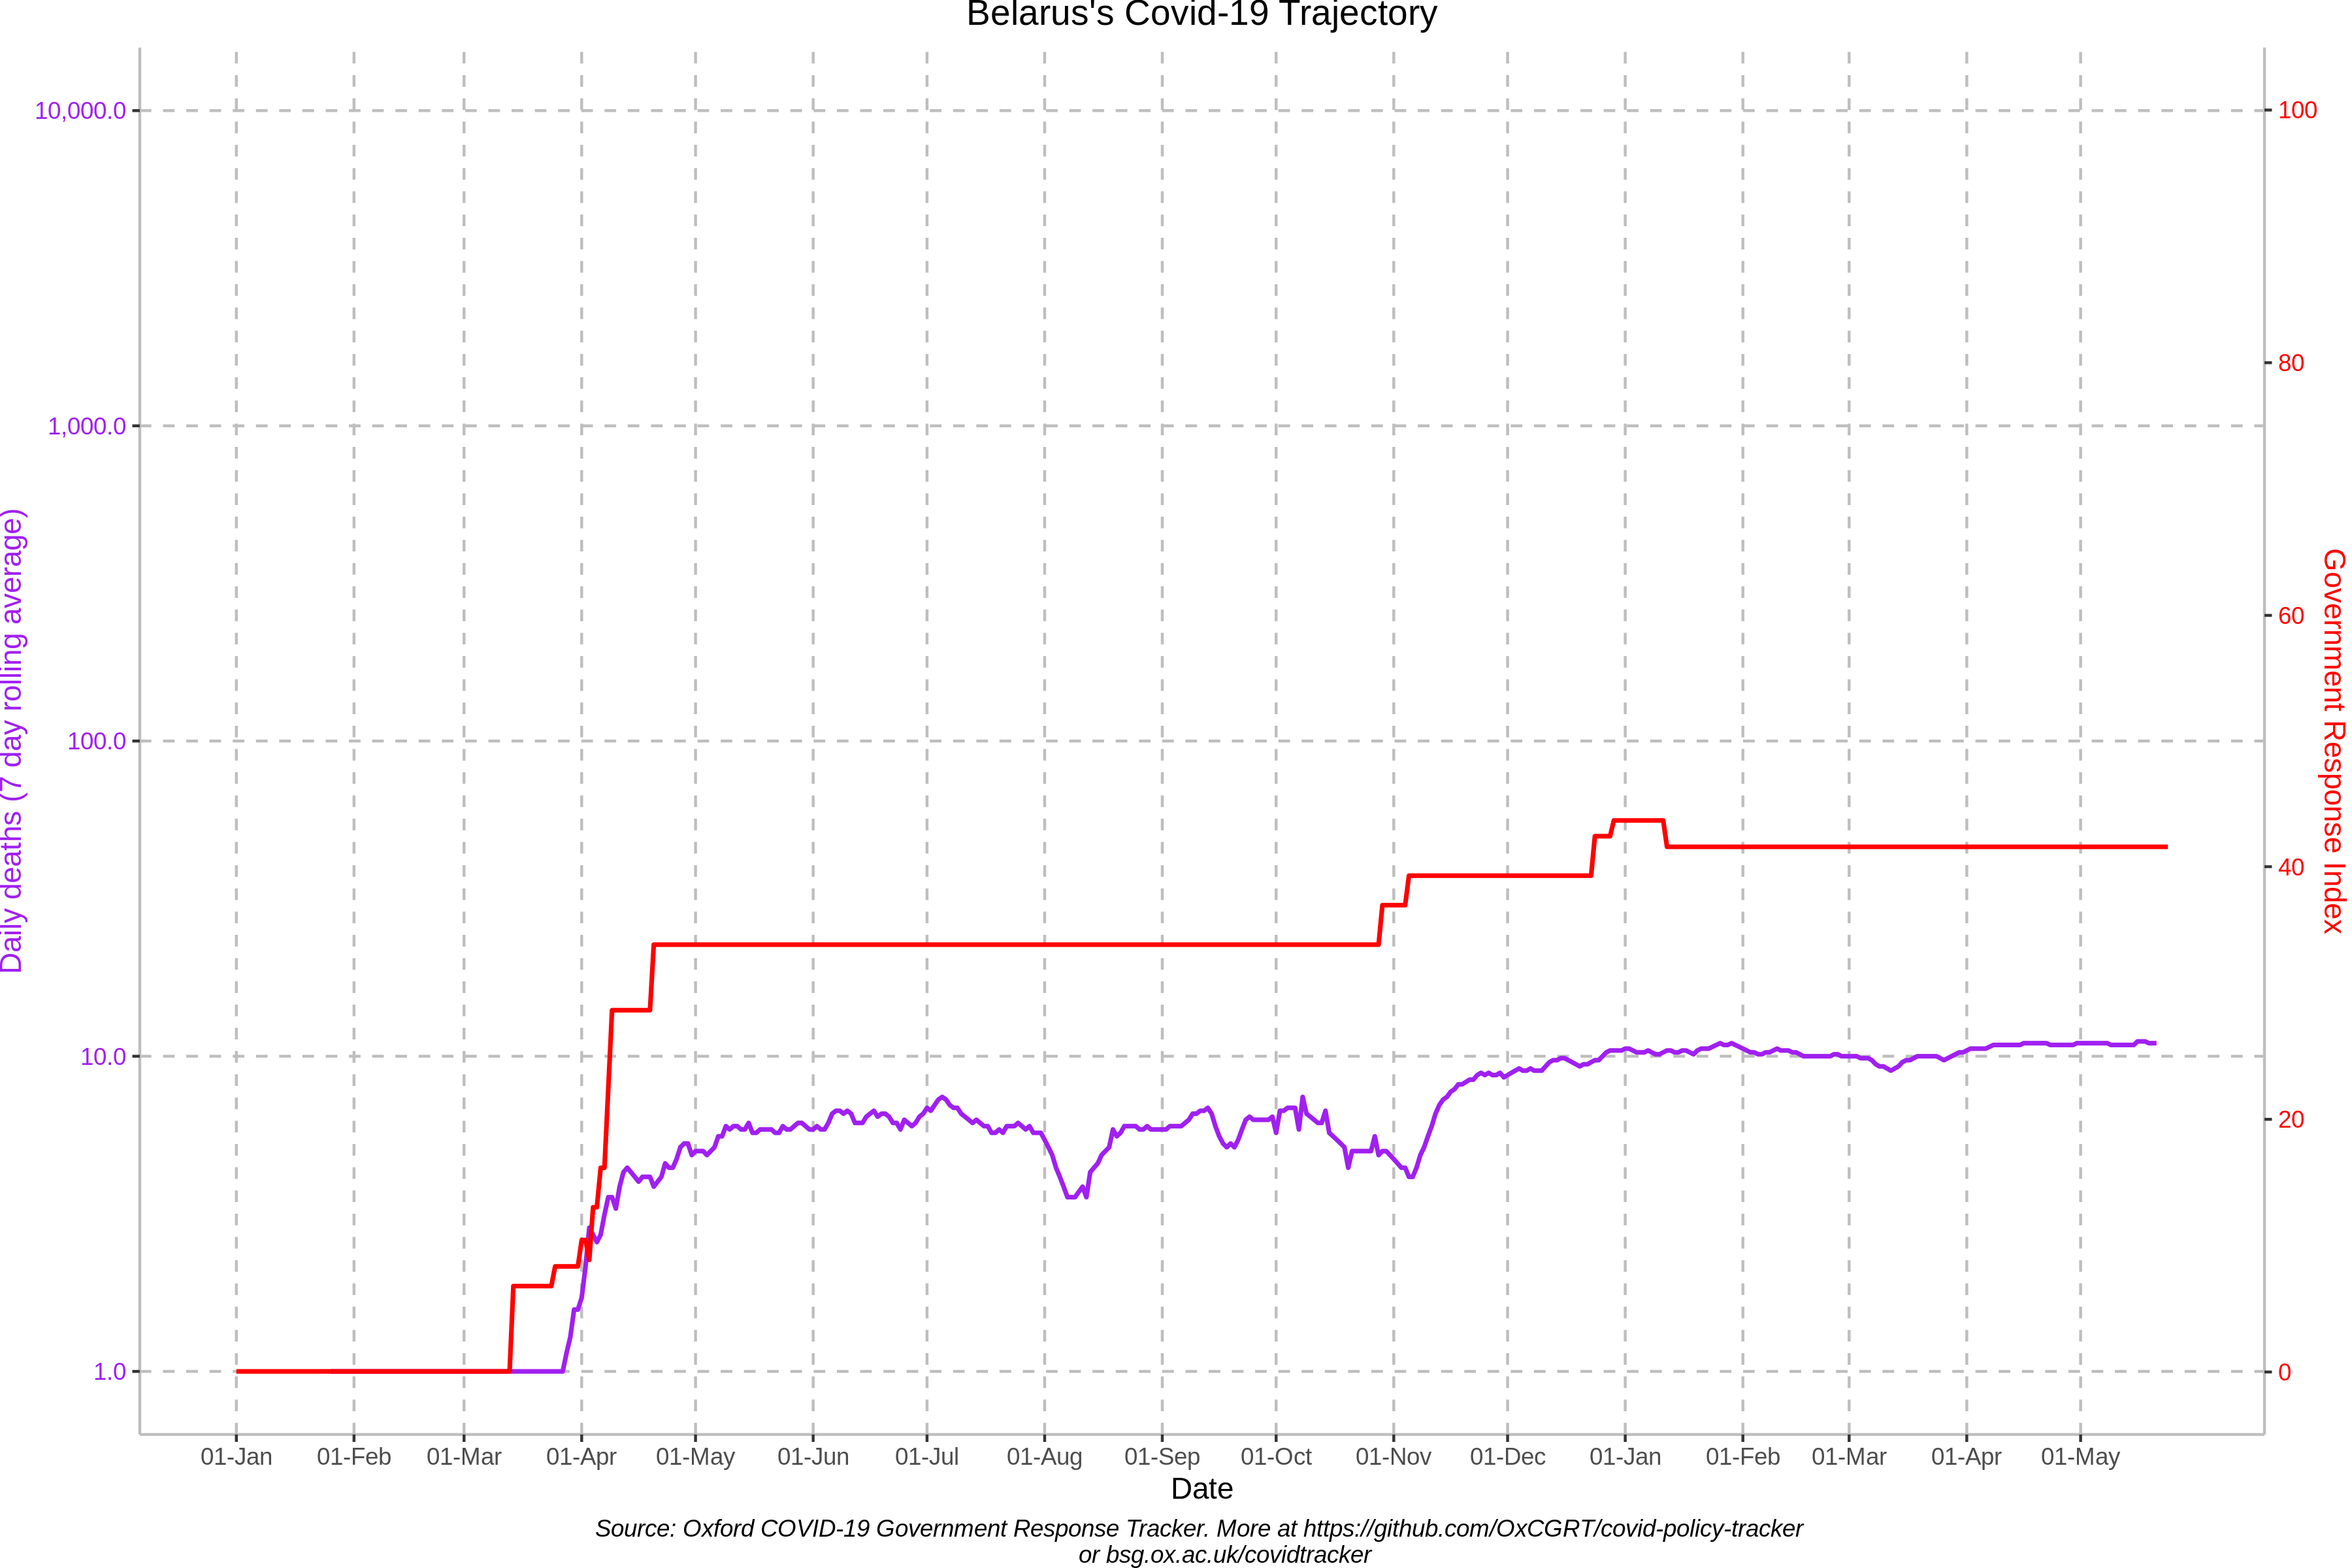 Belarus's Covid-19 Trajectory
10,000.0
1,000.0
100.0
10.0
1.0
Daily deaths (7 day rolling average)
100
80
60
40
20
0
Government Response Index
01-Jan 01-Feb 01-Mar 01-Apr 01-May 01-Jun 01-Jul 01-Aug 01-Sep 01-Oct 01-Nov 01-Dec 01-Jan 01-Feb 01-Mar 01-Apr 01-May
Date
Source: Oxford COVID-19 Government Response Tracker. More at https://github.com/OxCGRT/covid-policy-tracker
or bsg.ox.ac.uk/covidtracker